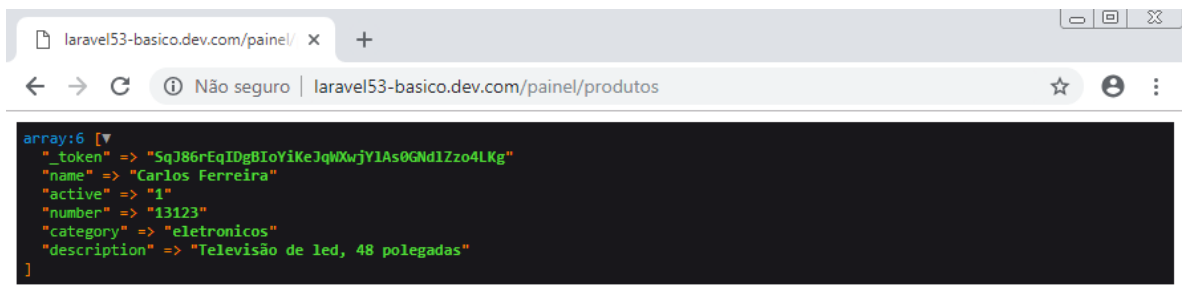 laravel53-basico.dev.com/painel/
Não seguro | laravel53-basico.dev.com/painel/produtos
array:6 [▼
"_token" => "SqJ86rEqIDgBIoYiKeJqWXwjYlAs0GNdlZzo4LKg"
"name" => "Carlos Ferreira"
"active" => "1"
"number" => "13123"
"category" => "eletronicos"
"description" => "Televisão de led, 48 polegadas"
]